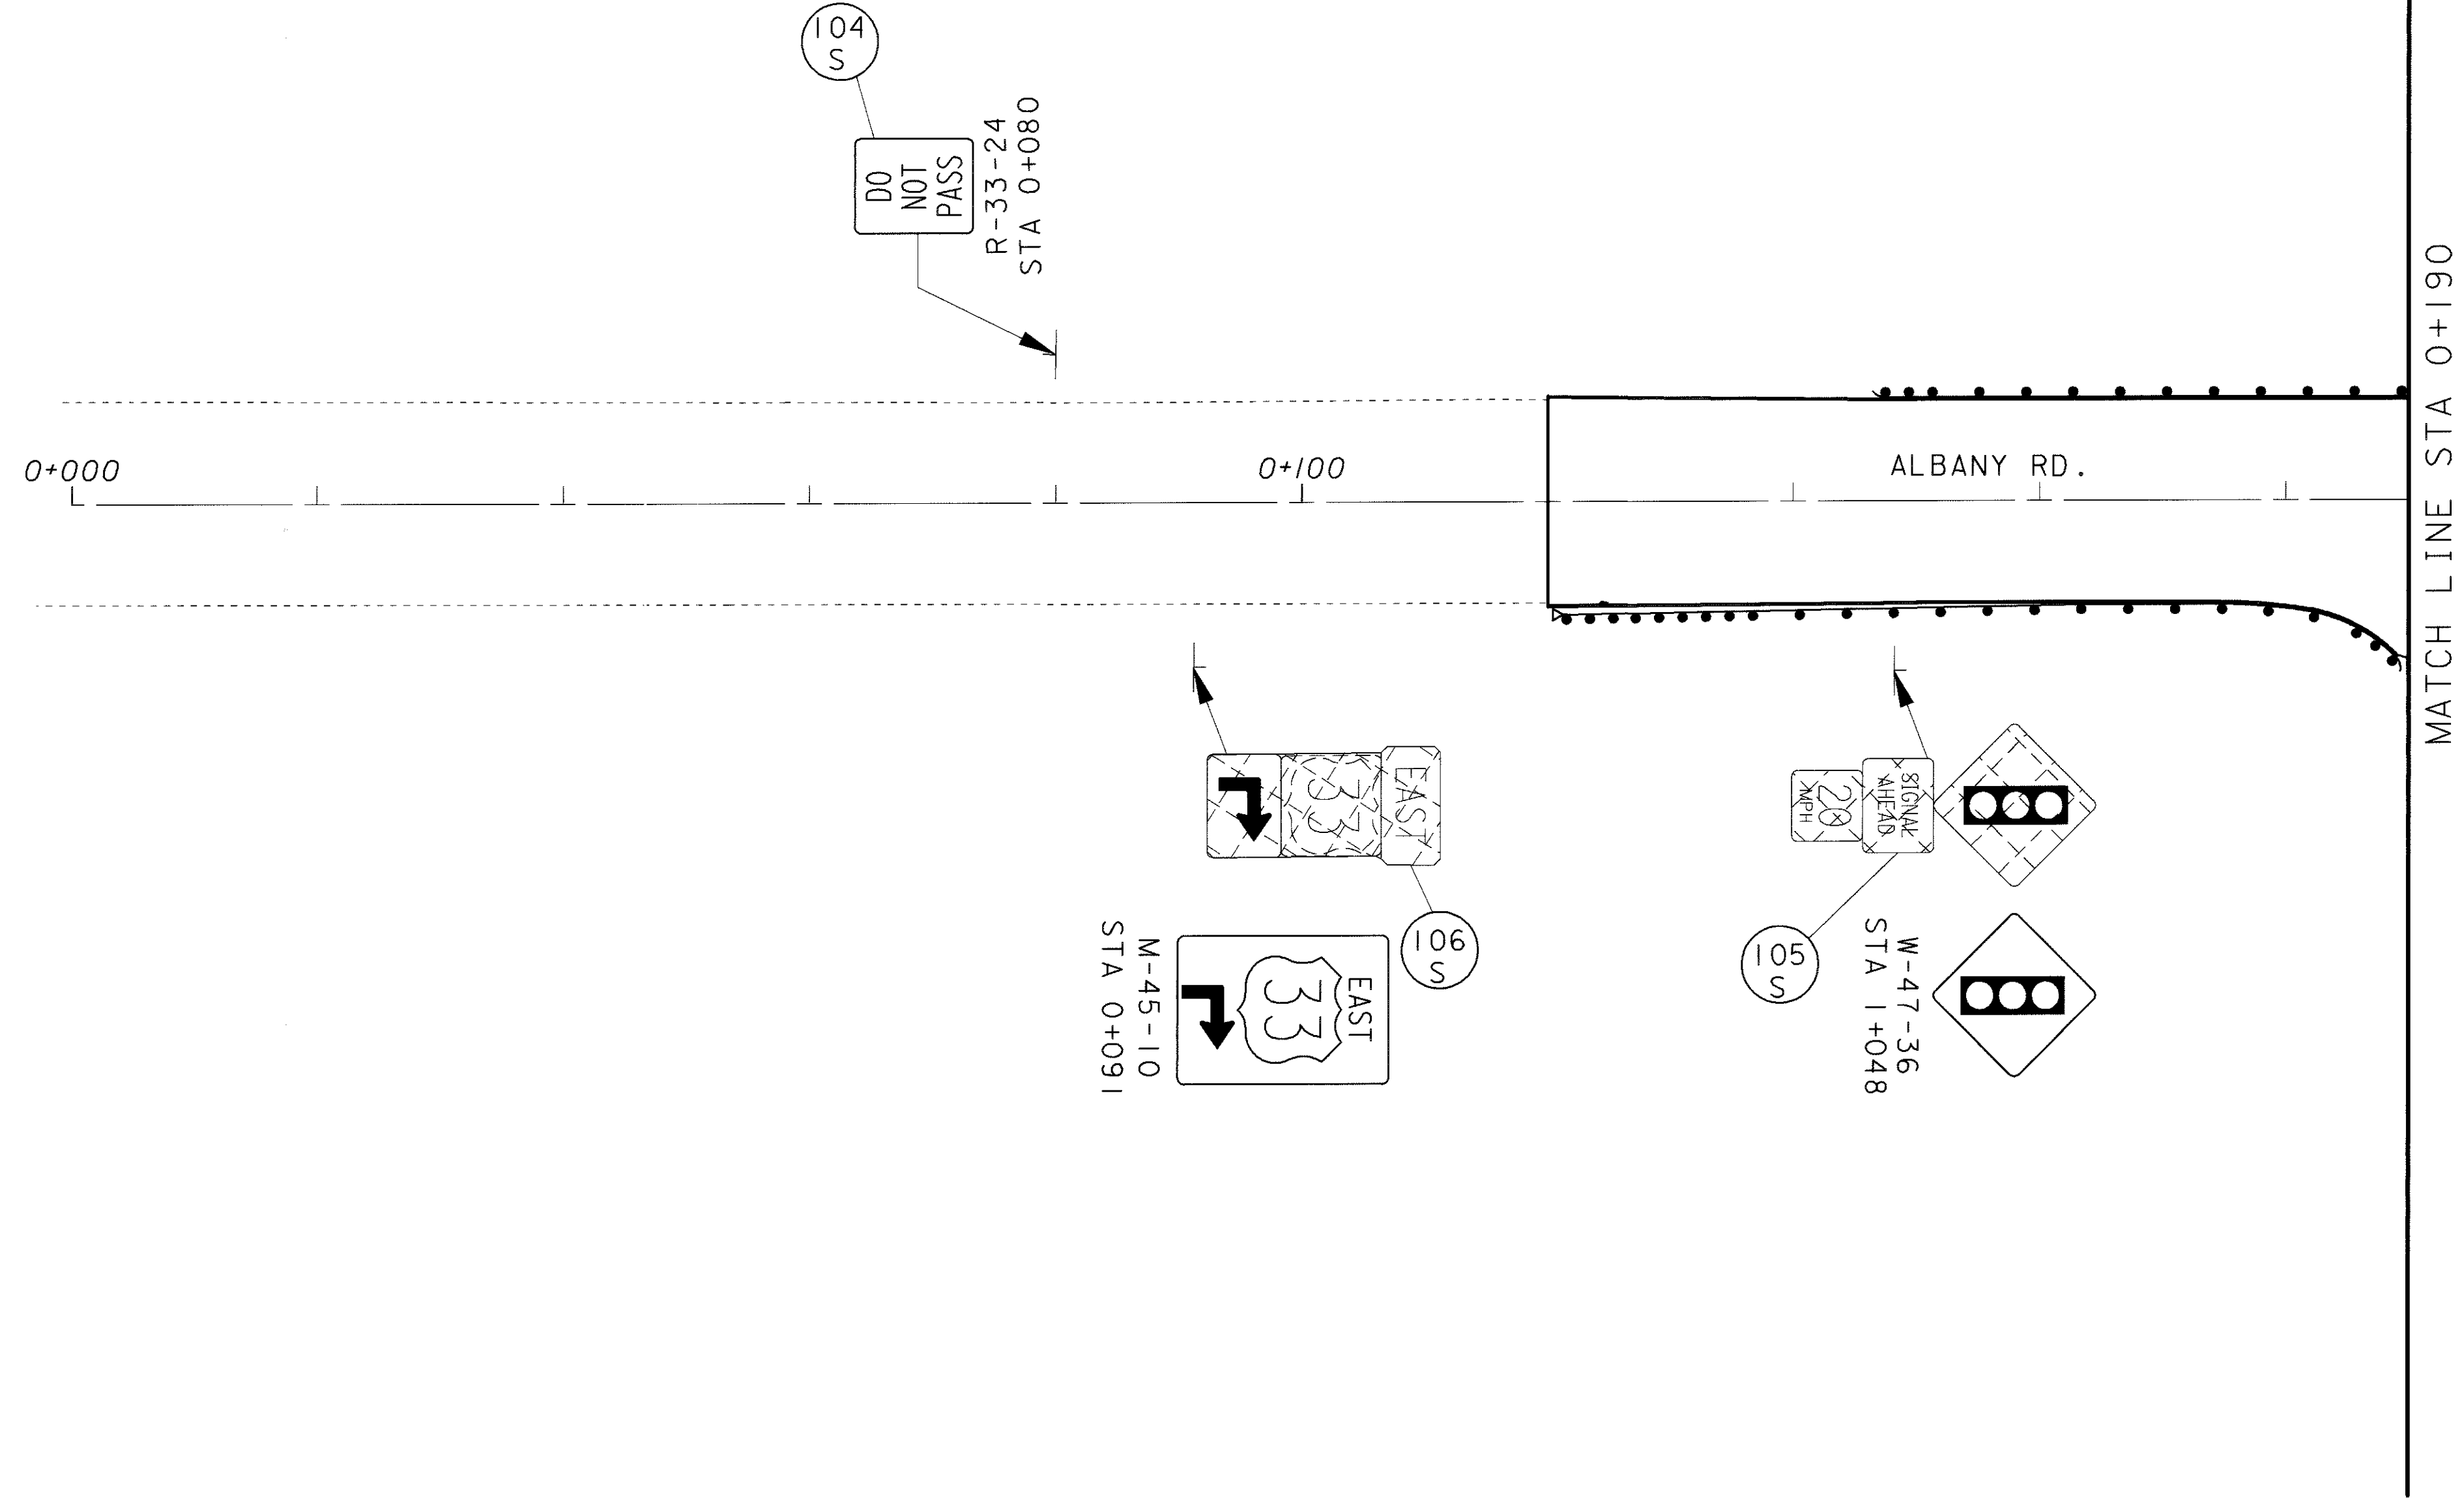 104
S
DO
NOT
PASS
R-33-24
STA 0+080
0+000
0+100
ALBANY RD.
MATCH LINE STA 0+190
EAST
33
106
S
EAST
33
M-45-10
STA 0+091
SIGNAL
AHEAD
20
MPH
105
S
W-47-36
STA 1+048